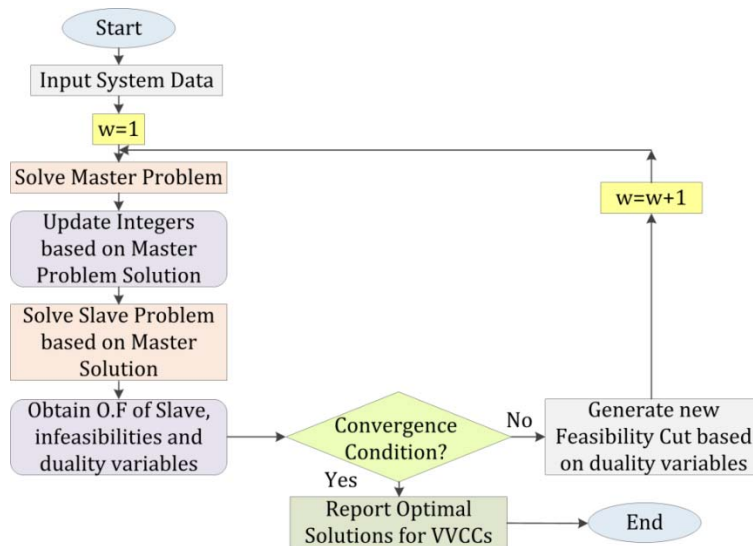 Start
Input System Data
w=1
Solve Master Problem
w=w+1
Update Integers
based on Master
Problem Solution
Solve Slave Problem
based on Master
Solution
Obtain O.F of Slave,
infeasibilities and
duality variables
Convergence
Condition?
No
Generate new
Feasibility Cut based
on duality variables
Yes
Report Optimal
Solutions for VVCCs
End